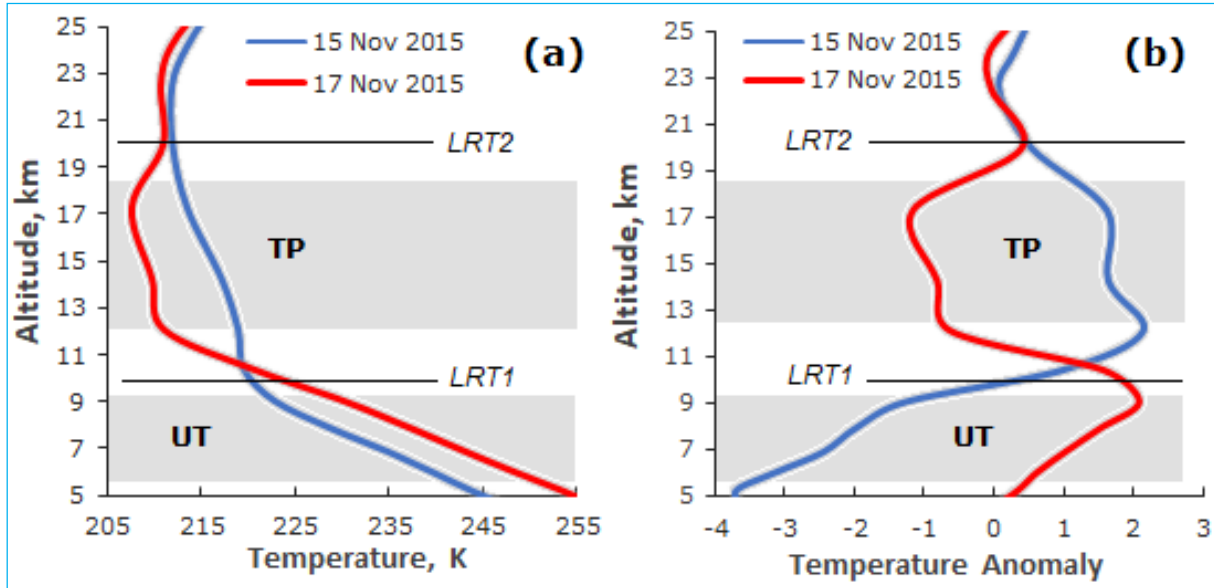 25
23
21
19
17
15
13
11
9
7
5
Altitude, km
15 Nov 2015
17 Nov 2015
(a)
LRT2
TP
LRT1
UT
205 215 225 235 245 255
Temperature, K
25
23
21
19
17
15
13
11
9
7
5
Altitude, km
15 Nov 2015
17 Nov 2015
(b)
LRT2
TP
LRT1
UT
-4 -3 -2 -1 0 1 2 3
Temperature Anomaly